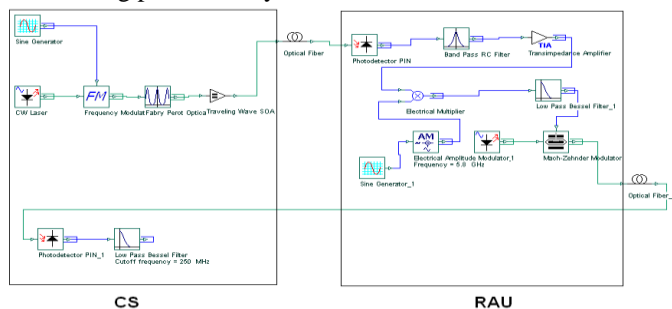 Sine Generator
CW Laser
FM
Frequency Modulat
Fabry Perot Optica
Traveling Wave SOA
Optical Fiber
Photodetector PIN
Band Pass RC Filter
TIA
Transimpedance Amplifier
Electrical Multiplier
Low Pass Bessel Filter_1
AM
Electrical Amplitude Modulator_1
Frequency = 5.8 GHz
Mach-Zehnder Modulator
Sine Generator_1
Optical Fiber_
Photodetector PIN_1
Low Pass Bessel Filter
Cutoff frequency = 250 MHz
CS
RAU